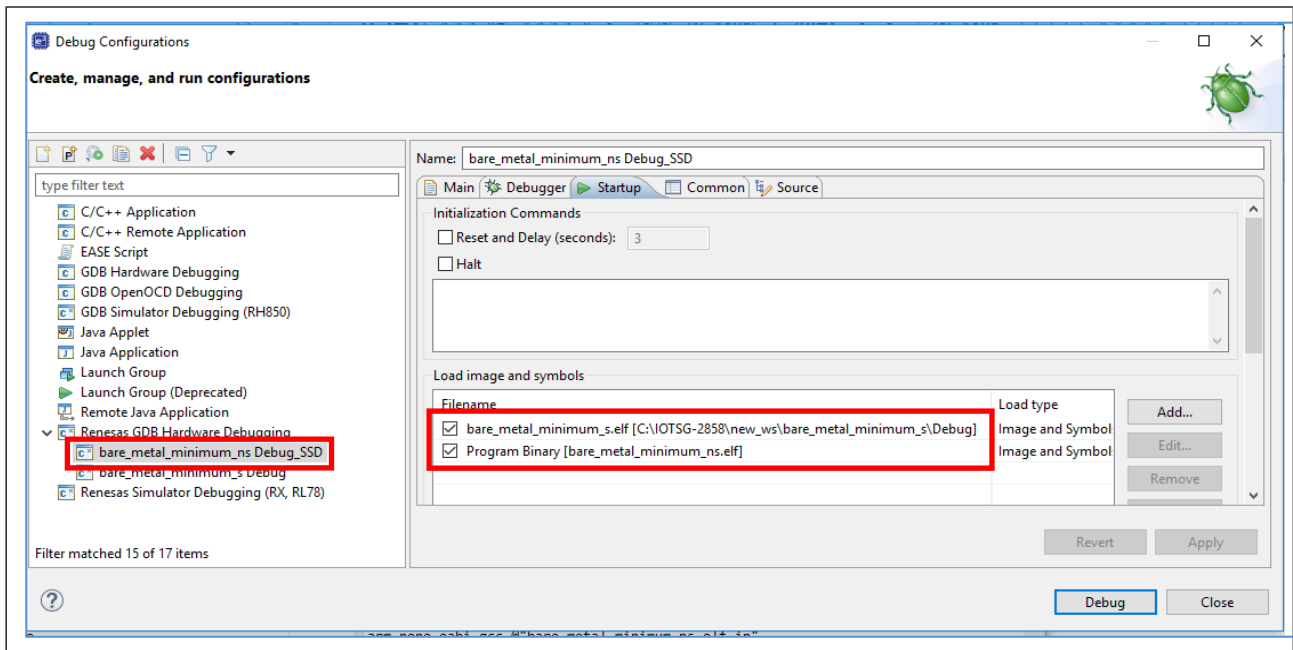 Debug Configurations
Create, manage, and run configurations
type filter text
C/C++ Application
C/C++ Remote Application
EASE Script
GDB Hardware Debugging
GDB OpenOCD Debugging
GDB Simulator Debugging (RH850)
Java Applet
Java Application
Launch Group
Launch Group (Deprecated)
Remote Java Application
Renesas GDB Hardware Debugging
bare_metal_minimum_ns Debug_SSD
bare_metal_minimum_s Debug
Renesas Simulator Debugging (RX, RL78)
Filter matched 15 of 17 items
Name: bare_metal_minimum_ns Debug_SSD
Main Debugger Startup Common Source
Initialization Commands
Reset and Delay (seconds): 3
Halt
Load image and symbols
Filename Load type
bare_metal_minimum_s.elf [C:\IOTSG-2858\new_ws\bare_metal_minimum_s\Debug] Image and Symbol
Program Binary [bare_metal_minimum_ns.elf] Image and Symbol
Add...
Edit...
Remove
Revert Apply
Debug Close